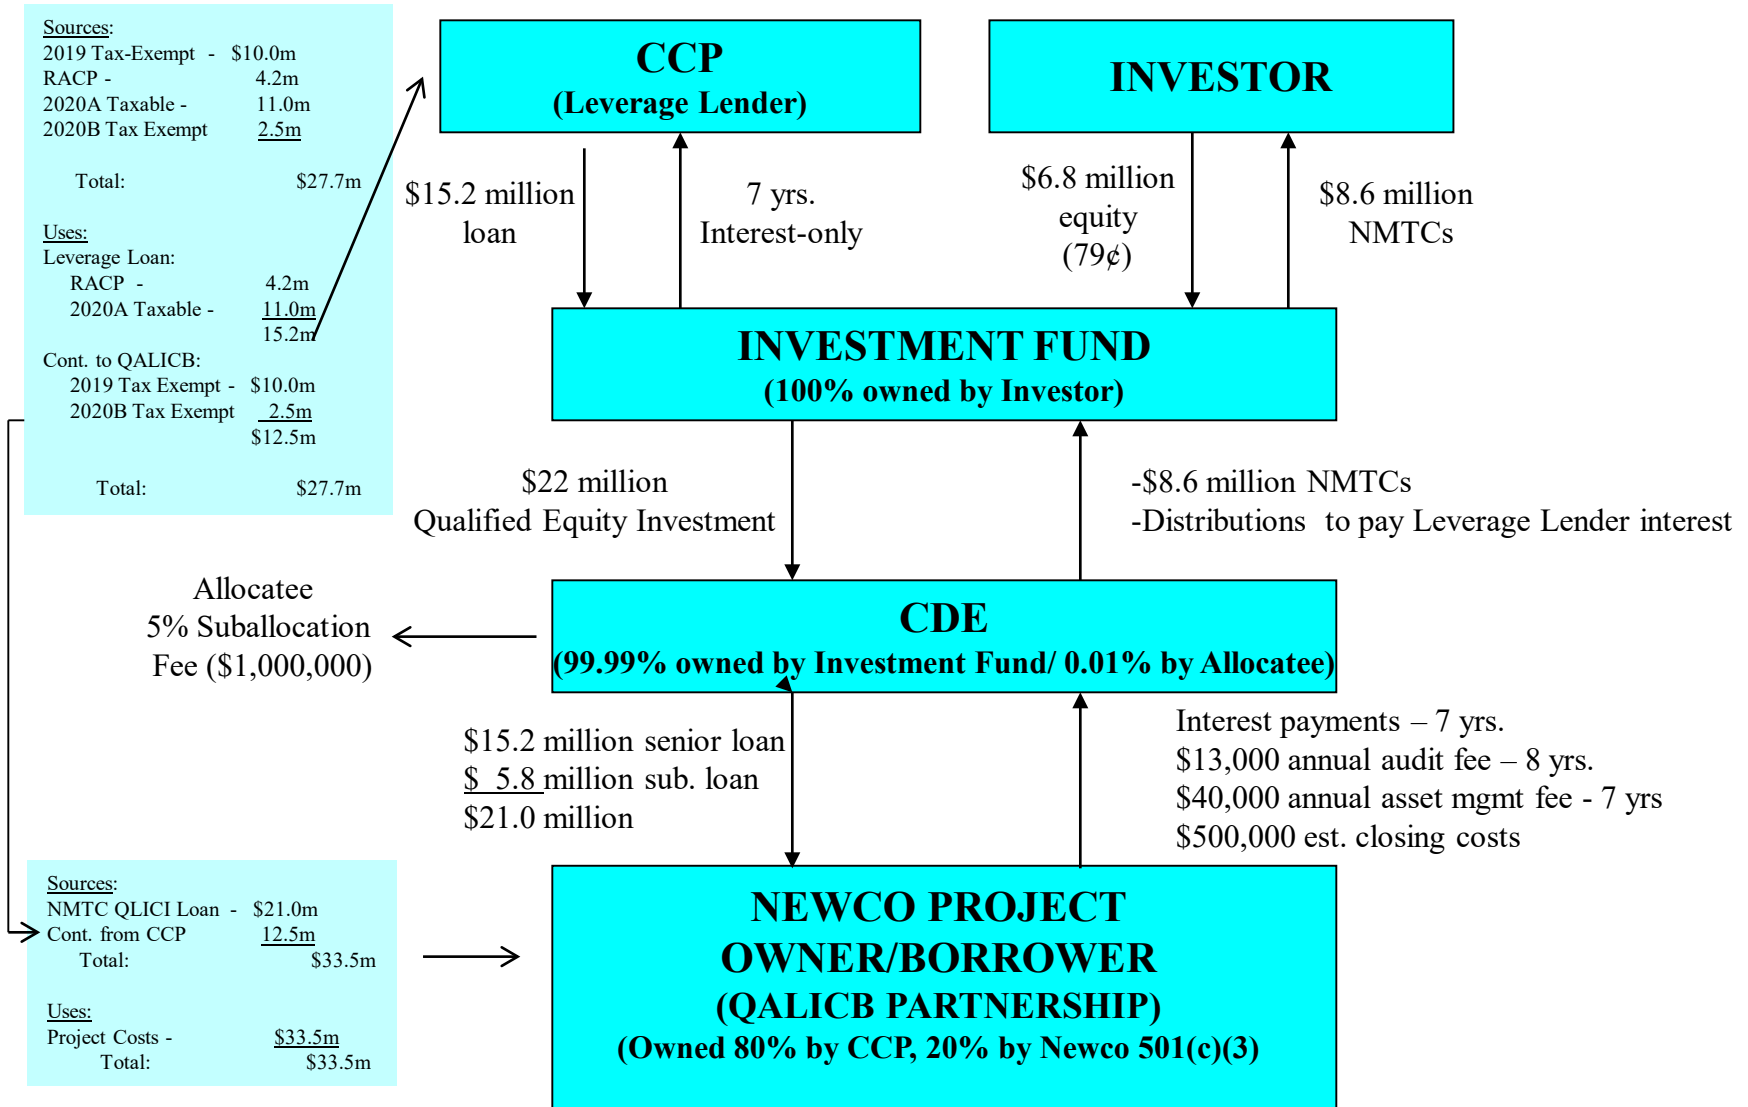 Sources:
2019 Tax-Exempt - $10.0m
RACP - 4.2m
2020A Taxable - 11.0m
2020B Tax Exempt 2.5m
Total: $27.7m
Uses:
Leverage Loan:
RACP - 4.2m
2020A Taxable - 11.0m
15.2m
Cont. to QALICB:
2019 Tax Exempt - $10.0m
2020B Tax Exempt 2.5m
$12.5m
Total: $27.7m
CCP
(Leverage Lender)
INVESTOR
$15.2 million
loan
7 yrs.
Interest-only
$6.8 million
equity
(79¢)
$8.6 million
NMTCs
INVESTMENT FUND
(100% owned by Investor)
$22 million
Qualified Equity Investment
-$8.6 million NMTCs
-Distributions to pay Leverage Lender interest
Allocatee
5% Suballocation
Fee ($1,000,000)
CDE
(99.99% owned by Investment Fund/ 0.01% by Allocatee)
$15.2 million senior loan
$ 5.8 million sub. loan
$21.0 million
Interest payments – 7 yrs.
$13,000 annual audit fee – 8 yrs.
$40,000 annual asset mgmt fee - 7 yrs
$500,000 est. closing costs
Sources:
NMTC QLICI Loan - $21.0m
Cont. from CCP 12.5m
Total: $33.5m
Uses:
Project Costs - $33.5m
Total: $33.5m
NEWCO PROJECT
OWNER/BORROWER
(QALICB PARTNERSHIP)
(Owned 80% by CCP, 20% by Newco 501(c)(3)